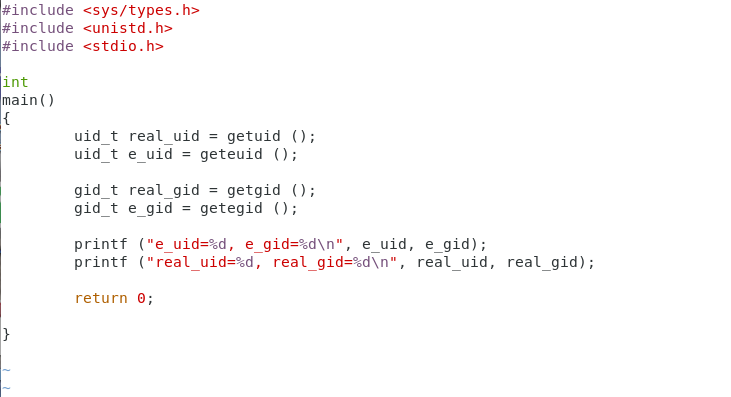 #include <sys/types.h>
#include <unistd.h>
#include <stdio.h>

int
main()
{
        uid_t real_uid = getuid ();
        uid_t e_uid = geteuid ();

        gid_t real_gid = getgid ();
        gid_t e_gid = getegid ();

        printf ("e_uid=%d, e_gid=%d\n", e_uid, e_gid);
        printf ("real_uid=%d, real_gid=%d\n", real_uid, real_gid);

        return 0;

}

~
~